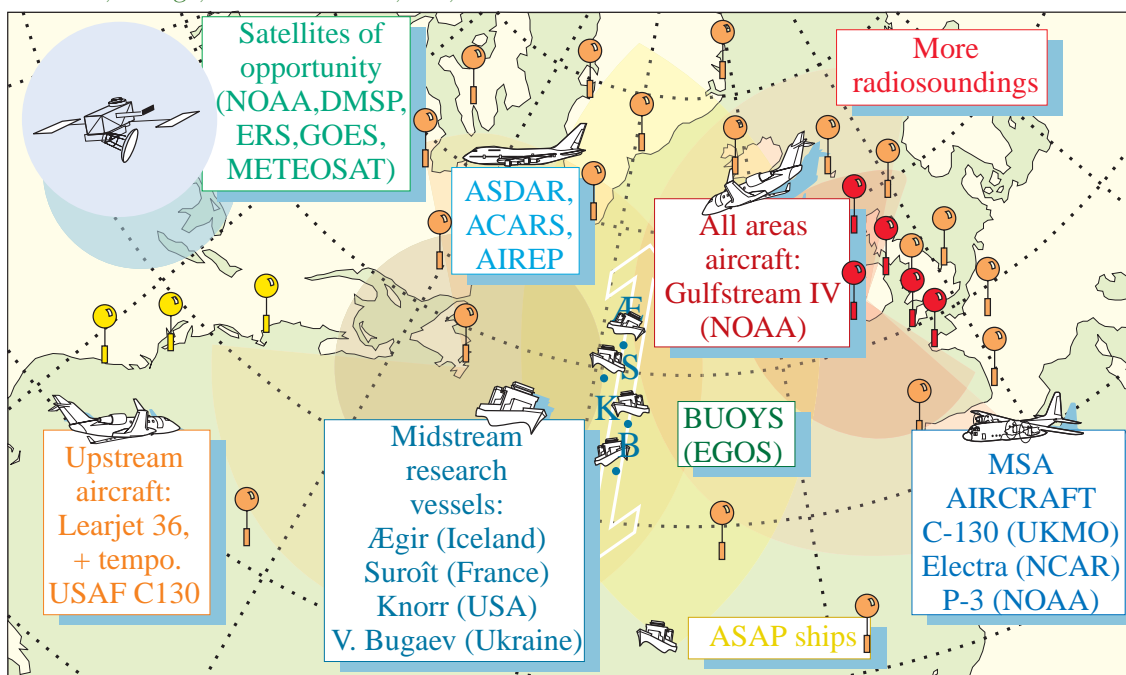 Satellites of
opportunity
(NOAA,DMSP,
ERS,GOES,
METEOSAT)
More
radiosoundings
ASDAR,
ACARS,
AIREP
All areas
aircraft:
Gulfstream IV
(NOAA)
Æ
S
K
B
BUOYS
(EGOS)
Upstream
aircraft:
Learjet 36,
+ tempo.
USAF C130
Midstream
research
vessels:
Ægir (Iceland)
Suroît (France)
Knorr (USA)
V. Bugaev (Ukraine)
MSA
AIRCRAFT
C-130 (UKMO)
Electra (NCAR)
P-3 (NOAA)
ASAP ships